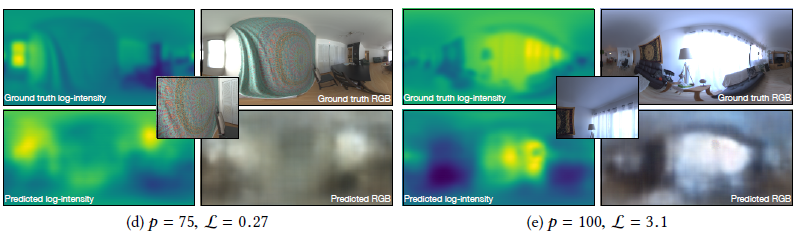 Ground truth log-intensity
Ground truth RGB
Predicted log-intensity
Predicted RGB
(d) p = 75, ℒ = 0.27
Ground truth log-intensity
Ground truth RGB
Predicted log-intensity
Predicted RGB
(e) p = 100, ℒ = 3.1